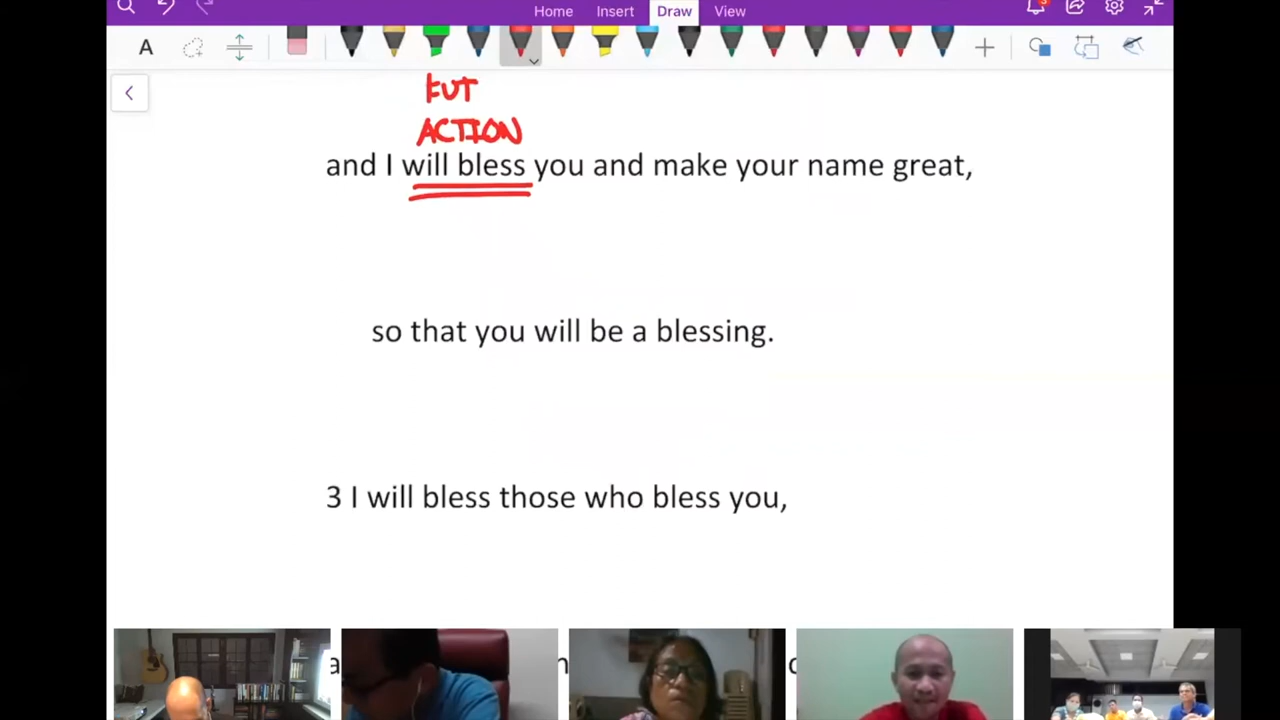 Home Insert Draw View
3
A
FUT
ACTION
and I will bless you and make your name great,
so that you will be a blessing.
3 I will bless those who bless you,